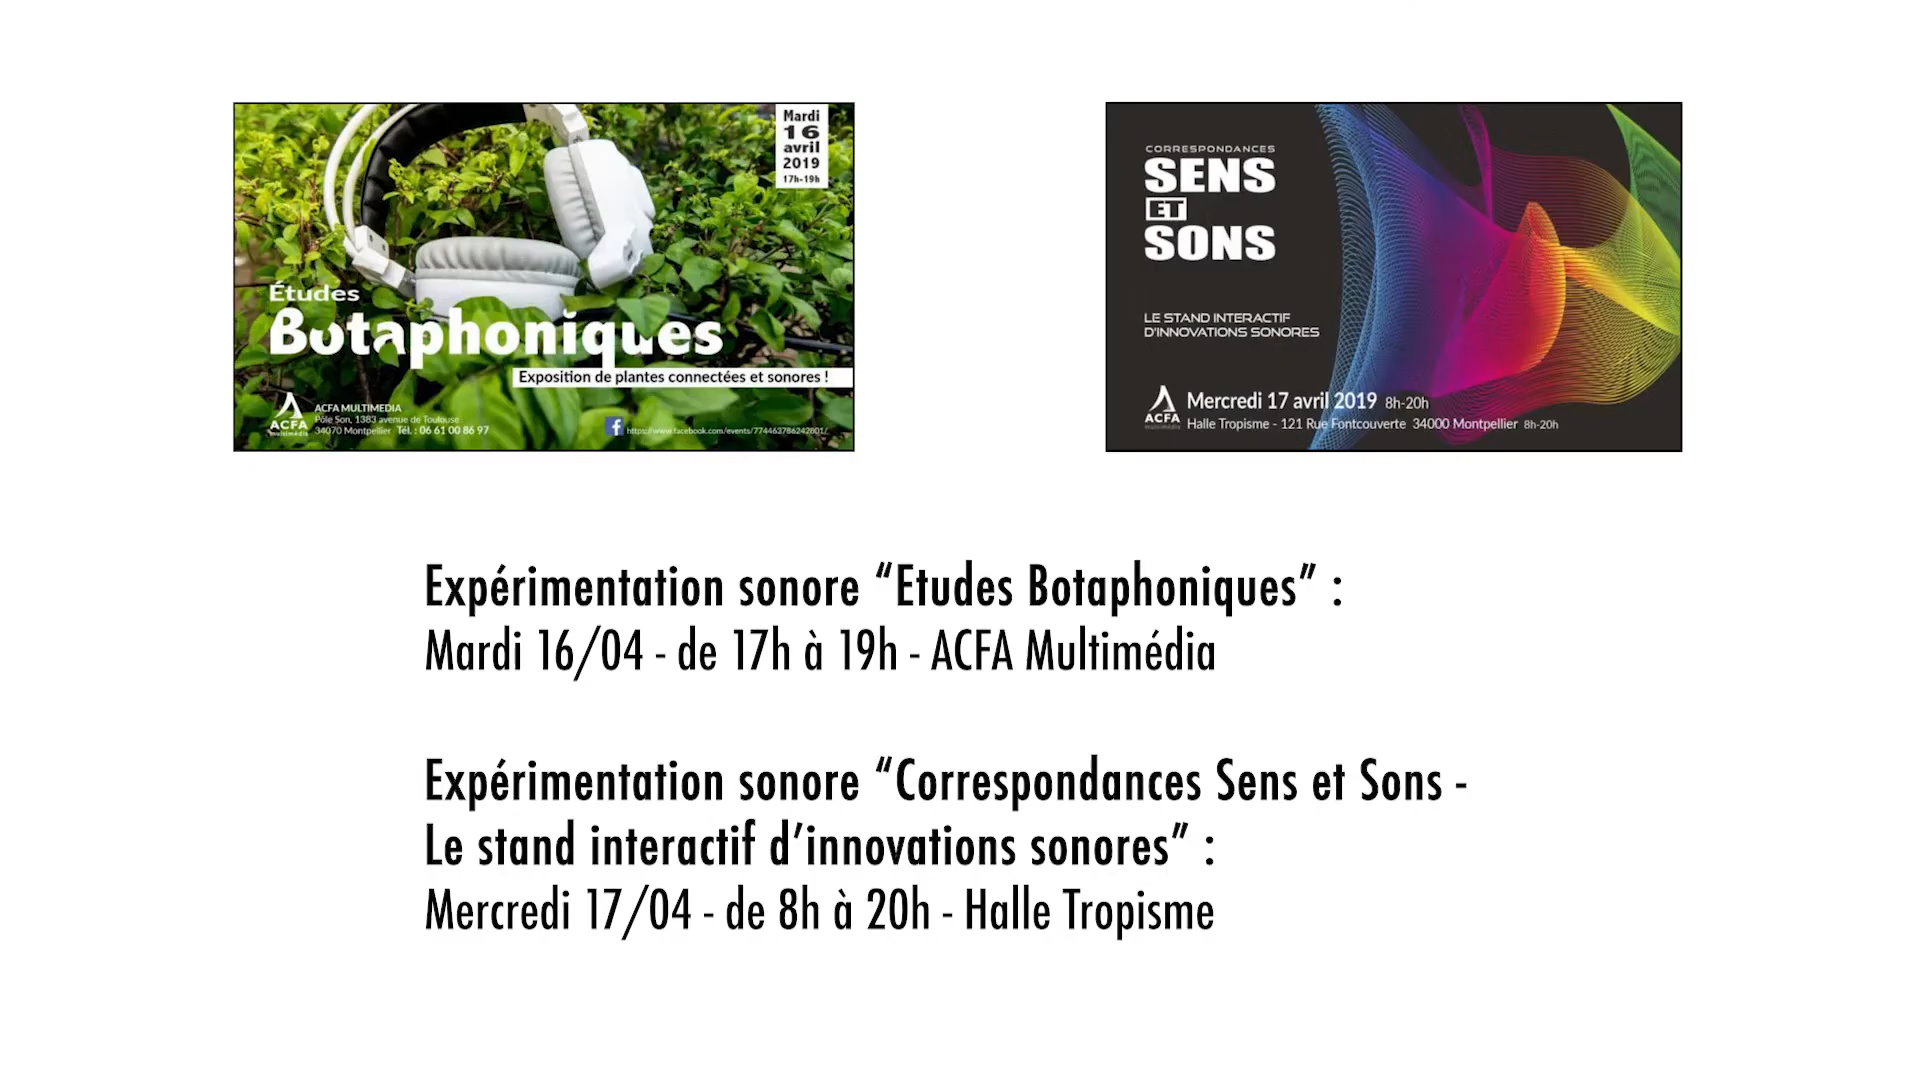 Mardi
16
avril
2019
17h-19h
Études
Botaphoniques
Exposition de plantes connectées et sonores !
ACFA
multimédia
ACFA MULTIMEDIA
Pôle Son, 1383 avenue de Toulouse
34070 Montpellier Tél. : 06 61 00 86 97
CORRESPONDANCES
SENS
ET
SONS
LE STAND INTERACTIF
D'INNOVATIONS SONORES
ACFA
multimédia
Mercredi 17 avril 2019 8h-20h
Halle Tropisme - 121 Rue Fontcouverte 34000 Montpellier 8h-20h
Expérimentation sonore “Etudes Botaphoniques” :
Mardi 16/04 - de 17h à 19h - ACFA Multimédia
Expérimentation sonore “Correspondances Sens et Sons -
Le stand interactif d’innovations sonores” :
Mercredi 17/04 - de 8h à 20h - Halle Tropisme